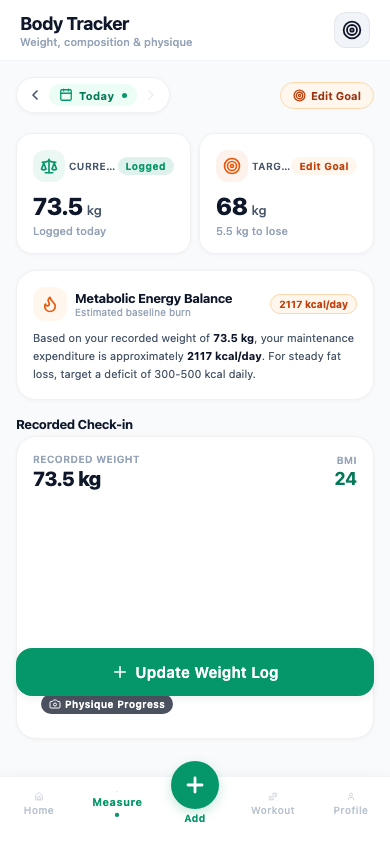 Body Tracker
Weight, composition & physique
Today
Edit Goal
CURRE... Logged
73.5 kg
Logged today
TARG... Edit Goal
68 kg
5.5 kg to lose
Metabolic Energy Balance
Estimated baseline burn
2117 kcal/day
Based on your recorded weight of 73.5 kg, your maintenance
expenditure is approximately 2117 kcal/day. For steady fat
loss, target a deficit of 300-500 kcal daily.
Recorded Check-in
RECORDED WEIGHT
73.5 kg
BMI
24
Update Weight Log
Physique Progress
Home
Measure
Add
Workout
Profile